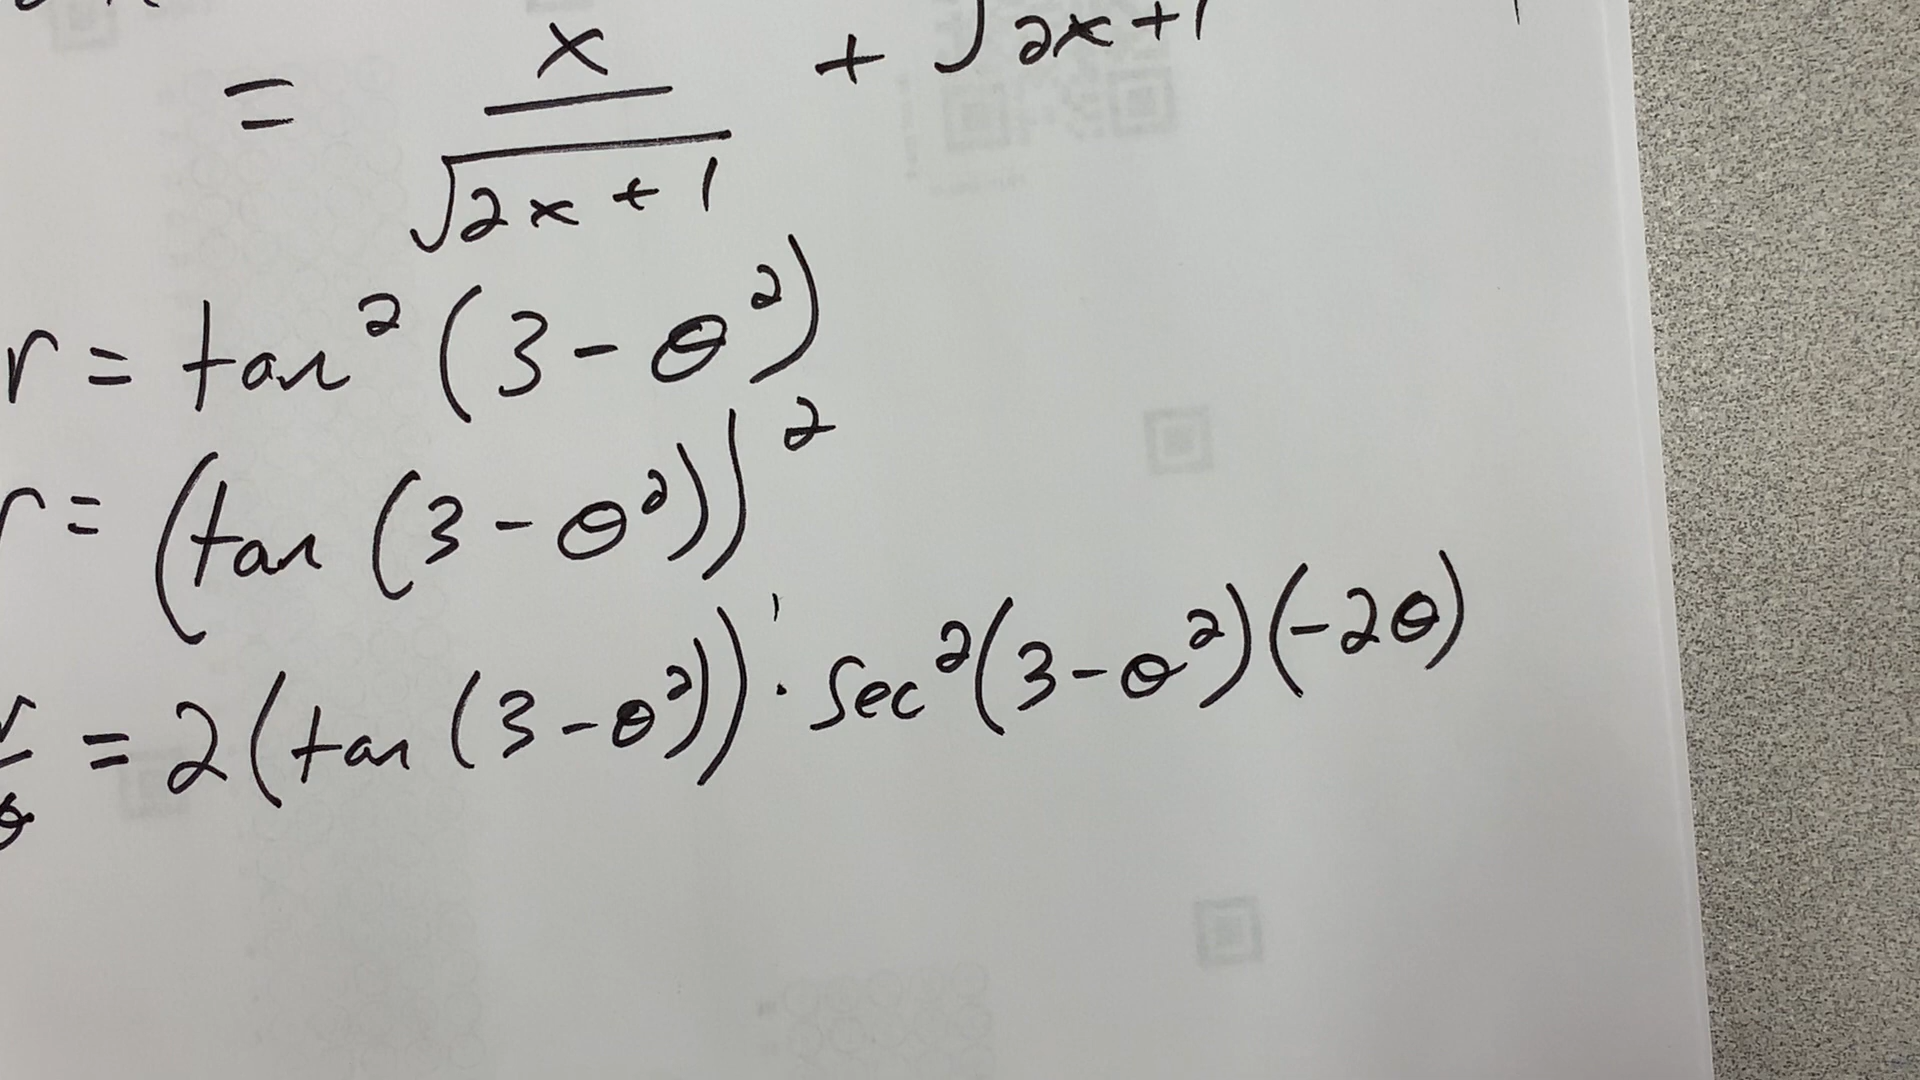 = x/√2x + 1 + √2x+1
r = tan² (3 - θ²)
r = (tan (3 - θ²))²
= 2 (tan (3 - θ²))¹ · sec² (3 - θ²)(-2θ)
θ